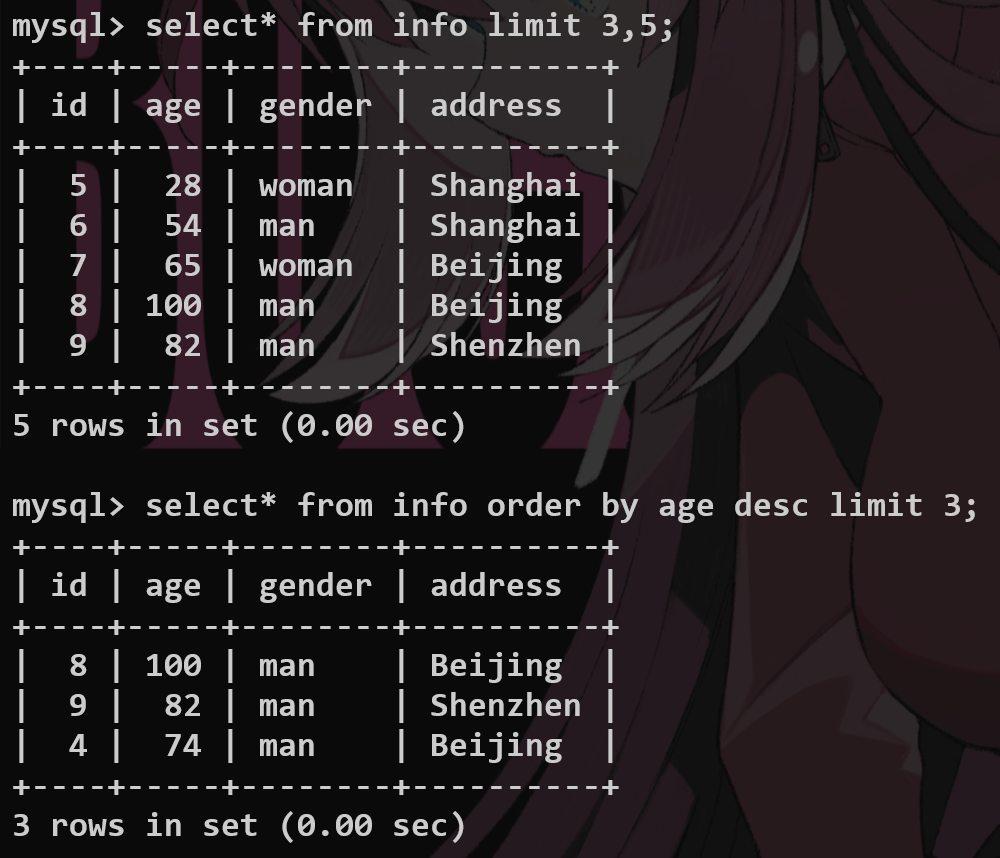 mysql> select* from info limit 3,5;
+----+-----+--------+----------+
| id | age | gender | address  |
+----+-----+--------+----------+
|  5 |  28 | woman  | Shanghai |
|  6 |  54 | man    | Shanghai |
|  7 |  65 | woman  | Beijing  |
|  8 | 100 | man    | Beijing  |
|  9 |  82 | man    | Shenzhen |
+----+-----+--------+----------+
5 rows in set (0.00 sec)

mysql> select* from info order by age desc limit 3;
+----+-----+--------+----------+
| id | age | gender | address  |
+----+-----+--------+----------+
|  8 | 100 | man    | Beijing  |
|  9 |  82 | man    | Shenzhen |
|  4 |  74 | man    | Beijing  |
+----+-----+--------+----------+
3 rows in set (0.00 sec)